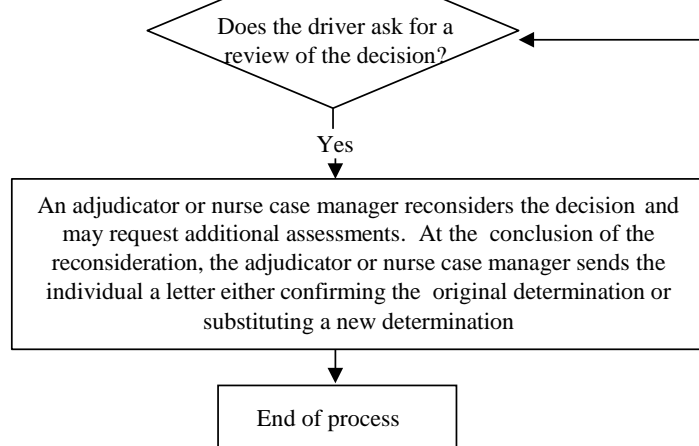 Does the driver ask for a
review of the decision?
Yes
An adjudicator or nurse case manager reconsiders the decision and
may request additional assessments. At the conclusion of the
reconsideration, the adjudicator or nurse case manager sends the
individual a letter either confirming the original determination or
substituting a new determination
End of process